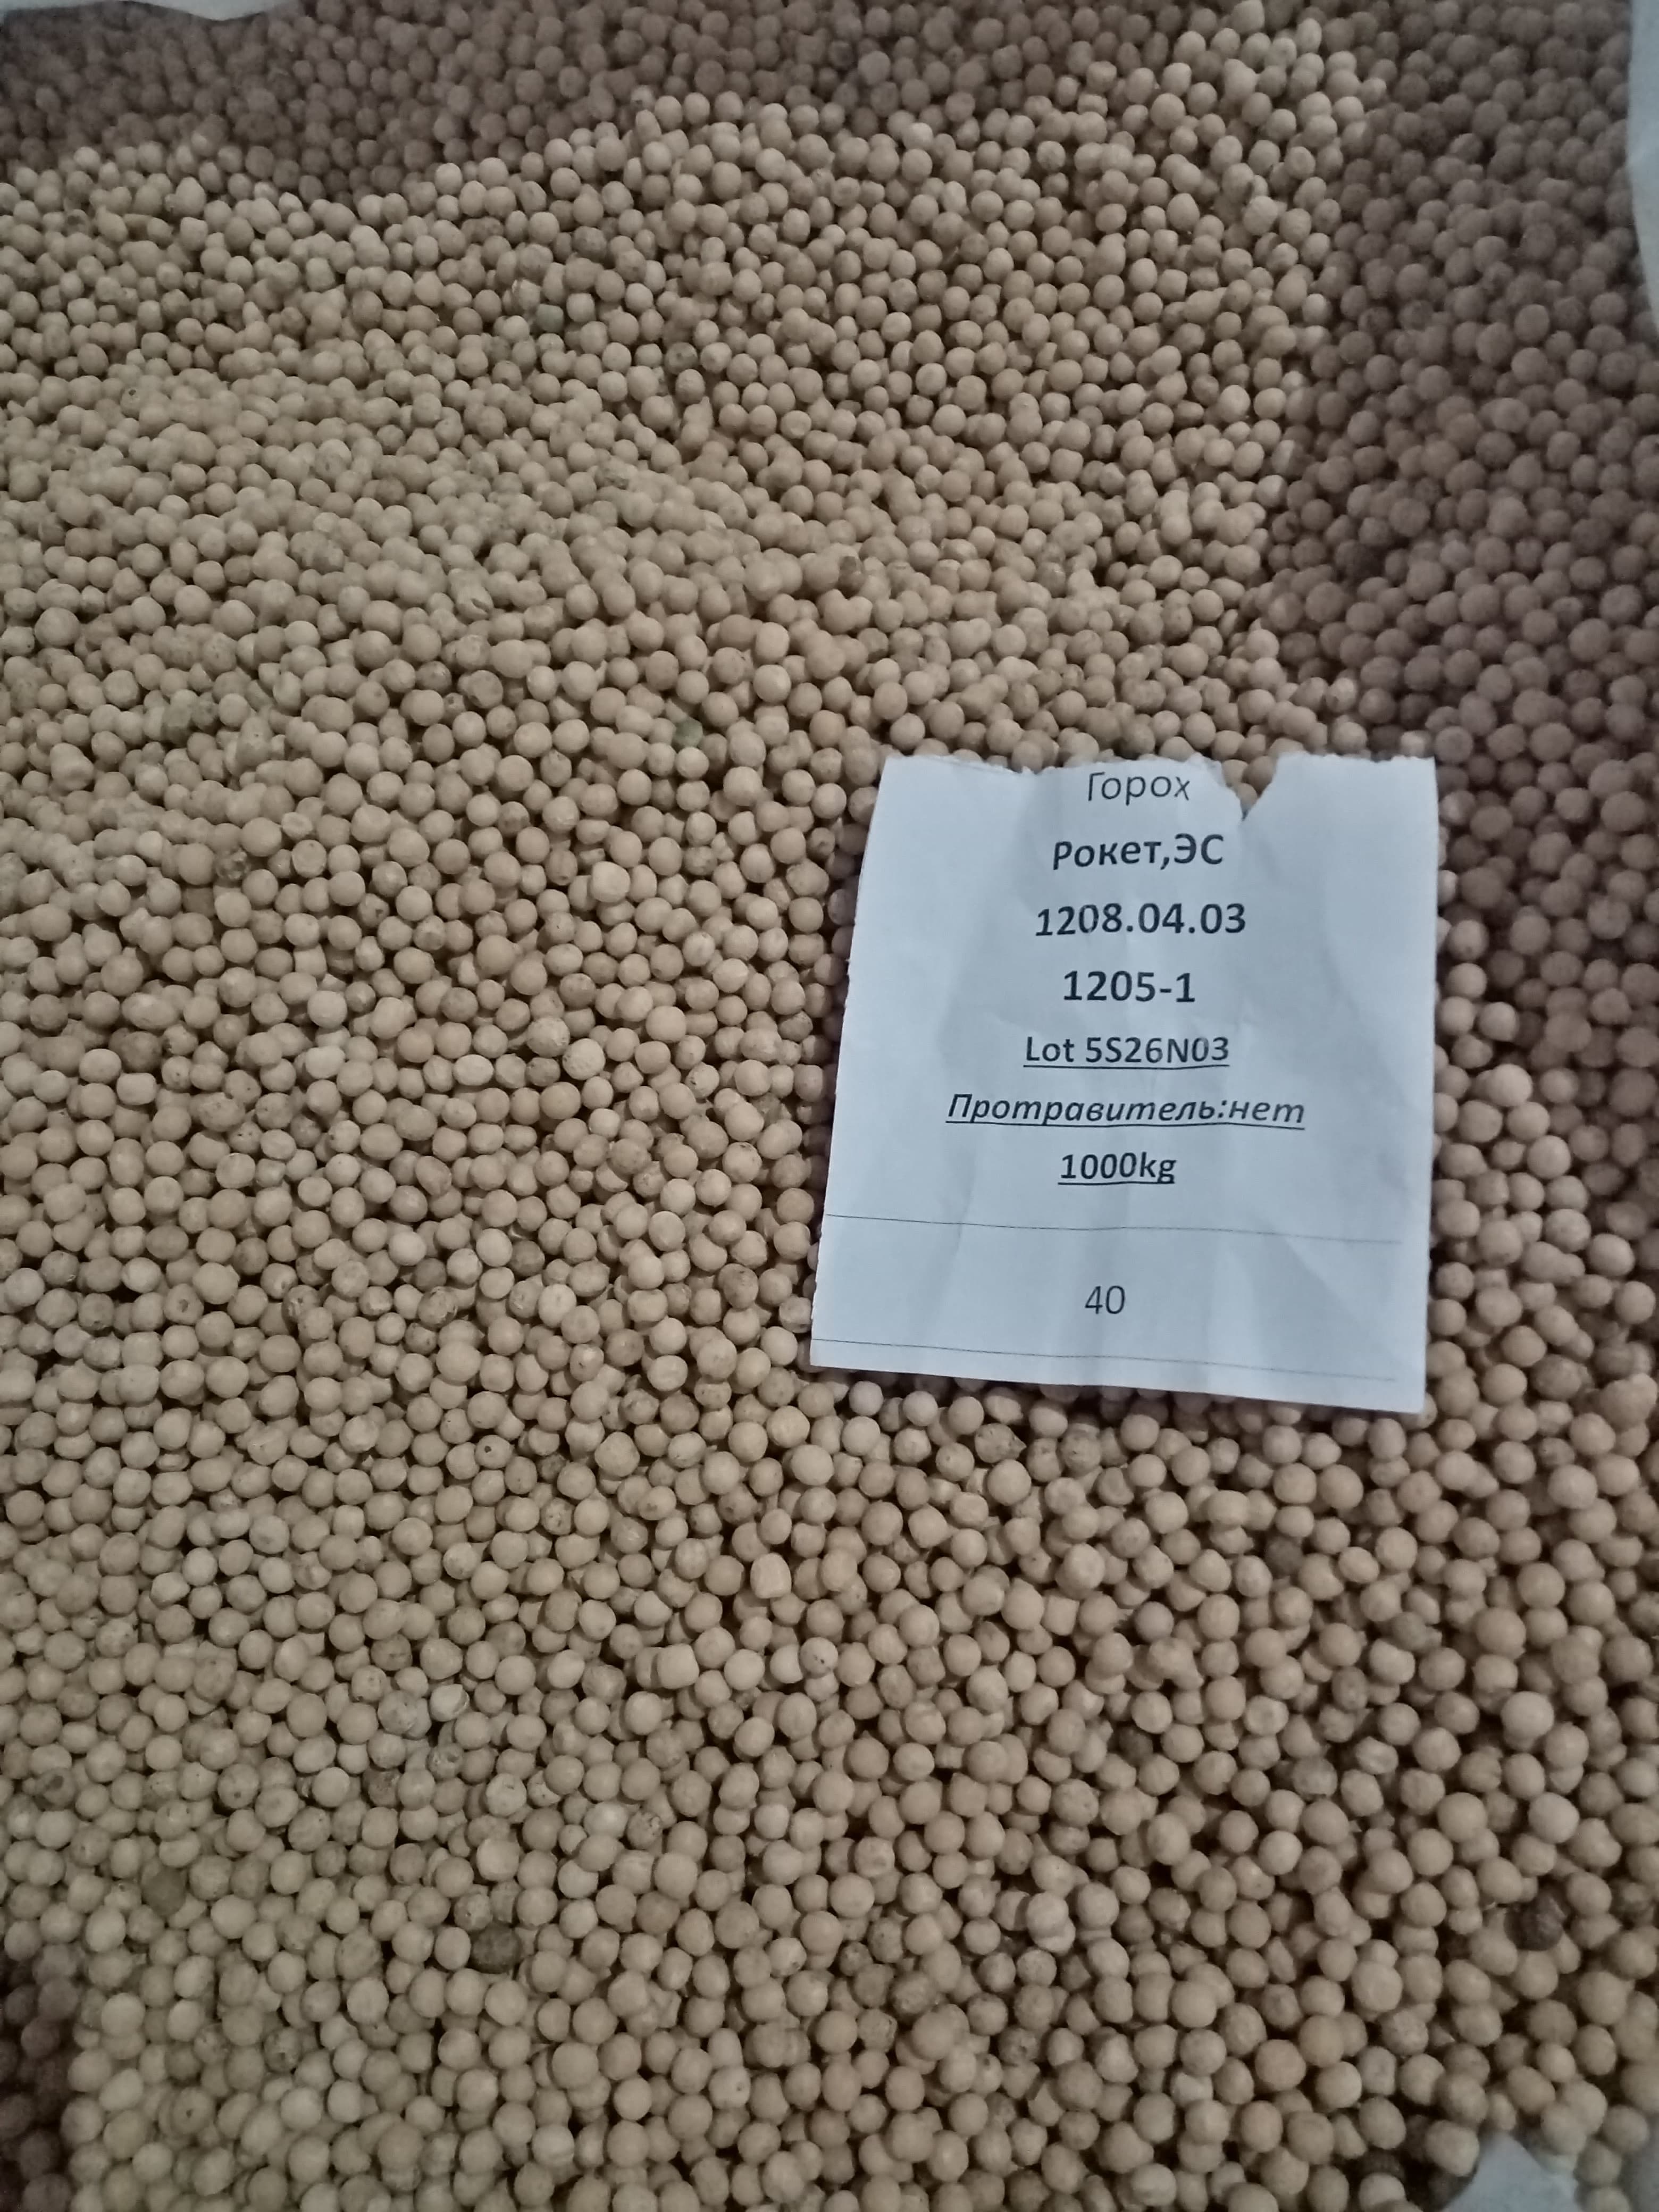 Горох
Рокет,ЭС
1208.04.03
1205-1
Lot 5S26N03
Протравитель:нет
1000kg
40